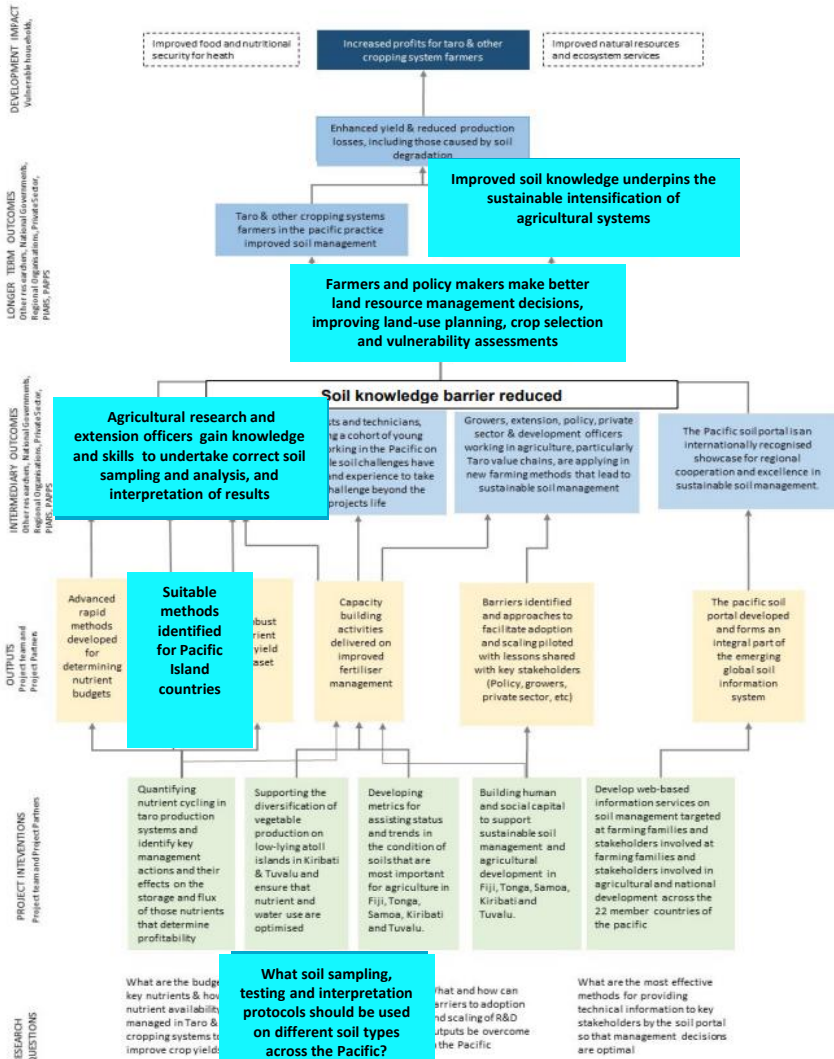 DEVELOPMENT IMPACT
Vulnerable households,
Improved food and nutritional
security for heath
Increased profits for taro & other
cropping system farmers
Improved natural resources
and ecosystem services
Enhanced yield & reduced production
losses, including those caused by soil
degradation
LONGER TERM OUTCOMES
Other researchers, National Governments,
Regional Organisations, Private Sector,
PIARS, PAPPS
Taro & other cropping systems
farmers in the pacific practice
improved soil management
Improved soil knowledge underpins the
sustainable intensification of
agricultural systems
Farmers and policy makers make better
land resource management decisions,
improving land-use planning, crop selection
and vulnerability assessments
Soil knowledge barrier reduced
INTERMEDIARY OUTCOMES
Other researchers, National Governments,
Regional Organisations, Private Sector,
PIARS, PAPPS
Agricultural research and
extension officers gain knowledge
and skills to undertake correct soil
sampling and analysis, and
interpretation of results
sts and technicians,
g a cohort of young
orking in the Pacific on
le soil challenges have
and experience to take
hallenge beyond the
projects life
Growers, extension, policy, private
sector & development officers
working in agriculture, particularly
Taro value chains, are applying in
new farming methods that lead to
sustainable soil management
The Pacific soil portal is an
internationally recognised
showcase for regional
cooperation and excellence in
sustainable soil management.
OUTPUTS
Project team and
Project Partners
Advanced
rapid
methods
developed
for
determining
nutrient
budgets
Suitable
methods
identified
for Pacific
Island
countries
bust
rient
yield
aset
Capacity
building
activities
delivered on
improved
fertiliser
management
Barriers identified
and approaches to
facilitate adoption
and scaling piloted
with lessons shared
with key stakeholders
(Policy, growers,
private sector, etc)
The pacific soil
portal developed
and forms an
integral part of
the emerging
global soil
information
system
PROJECT INTEVENTIONS
Project team and Project Partners
Quantifying
nutrient cycling in
taro production
systems and
identify key
management
actions and their
effects on the
storage and flux
of those nutrients
that determine
profitability
Supporting the
diversification of
vegetable
production on
low-lying atoll
islands in Kiribati
& Tuvalu and
ensure that
nutrient and
water use are
optimised
Developing
metrics for
assisting status
and trends in
the condition of
soils that are
most important
for agriculture in
Fiji, Tonga,
Samoa, Kiribati
and Tuvalu.
Building human
and social capital
to support
sustainable soil
management and
agricultural
development in
Fiji, Tonga,
Samoa,
Kiribati and
Tuvalu.
Develop web-based
information services on
soil management targeted
at farming families and
stakeholders involved at
farming families and
stakeholders involved in
agricultural and national
development across the
22 member countries of
the pacific
ESEARCH
UESTIONS
What are the budge
key nutrients & how
nutrient availability
managed in Taro &
cropping systems to
improve crop yields
What soil sampling,
testing and interpretation
protocols should be used
on different soil types
across the Pacific?
hat and how can
arriers to adoption
nd scaling of R&D
utputs be overcome
the Pacific
What are the most effective
methods for providing
technical information to key
stakeholders by the soil portal
so that management decisions
are optimal